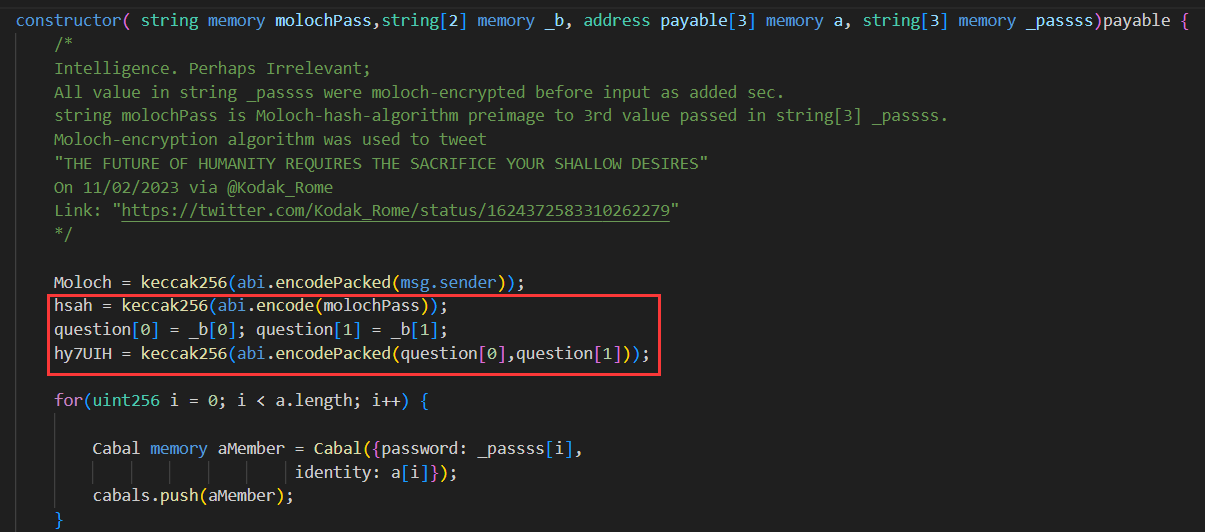 constructor( string memory molochPass,string[2] memory _b, address payable[3] memory a, string[3] memory _passss)payable {
/*
Intelligence. Perhaps Irrelevant;
All value in string _passss were moloch-encrypted before input as added sec.
string molochPass is Moloch-hash-algorithm preimage to 3rd value passed in string[3] _passss.
Moloch-encryption algorithm was used to tweet
"THE FUTURE OF HUMANITY REQUIRES THE SACRIFICE YOUR SHALLOW DESIRES"
On 11/02/2023 via @Kodak_Rome
Link: "https://twitter.com/Kodak_Rome/status/1624372583310262279"
*/
Moloch = keccak256(abi.encodePacked(msg.sender));
hsah = keccak256(abi.encode(molochPass));
question[0] = _b[0]; question[1] = _b[1];
hy7UIH = keccak256(abi.encodePacked(question[0],question[1]));
for(uint256 i = 0; i < a.length; i++) {
Cabal memory aMember = Cabal({password: _passss[i],
identity: a[i]});
cabals.push(aMember);
}